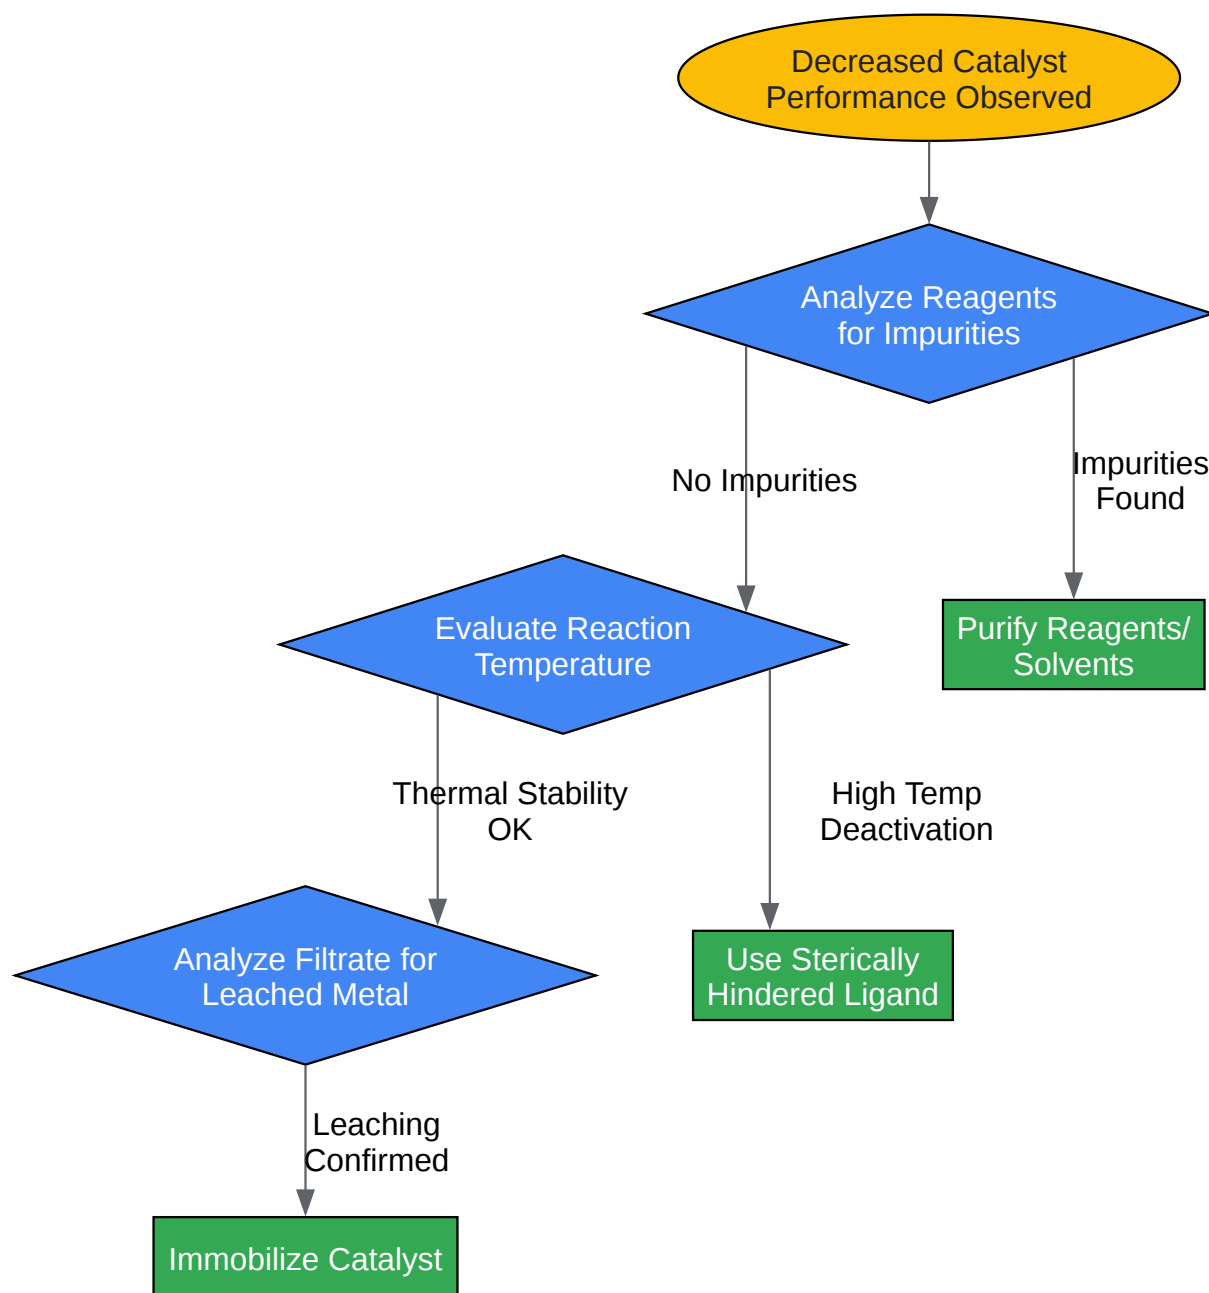 Decreased Catalyst
Performance Observed
Analyze Reagents
for Impurities
No Impurities
Impurities
Found
Evaluate Reaction
Temperature
Purify Reagents/
Solvents
Thermal Stability
OK
High Temp
Deactivation
Analyze Filtrate for
Leached Metal
Use Sterically
Hindered Ligand
Leaching
Confirmed
Immobilize Catalyst